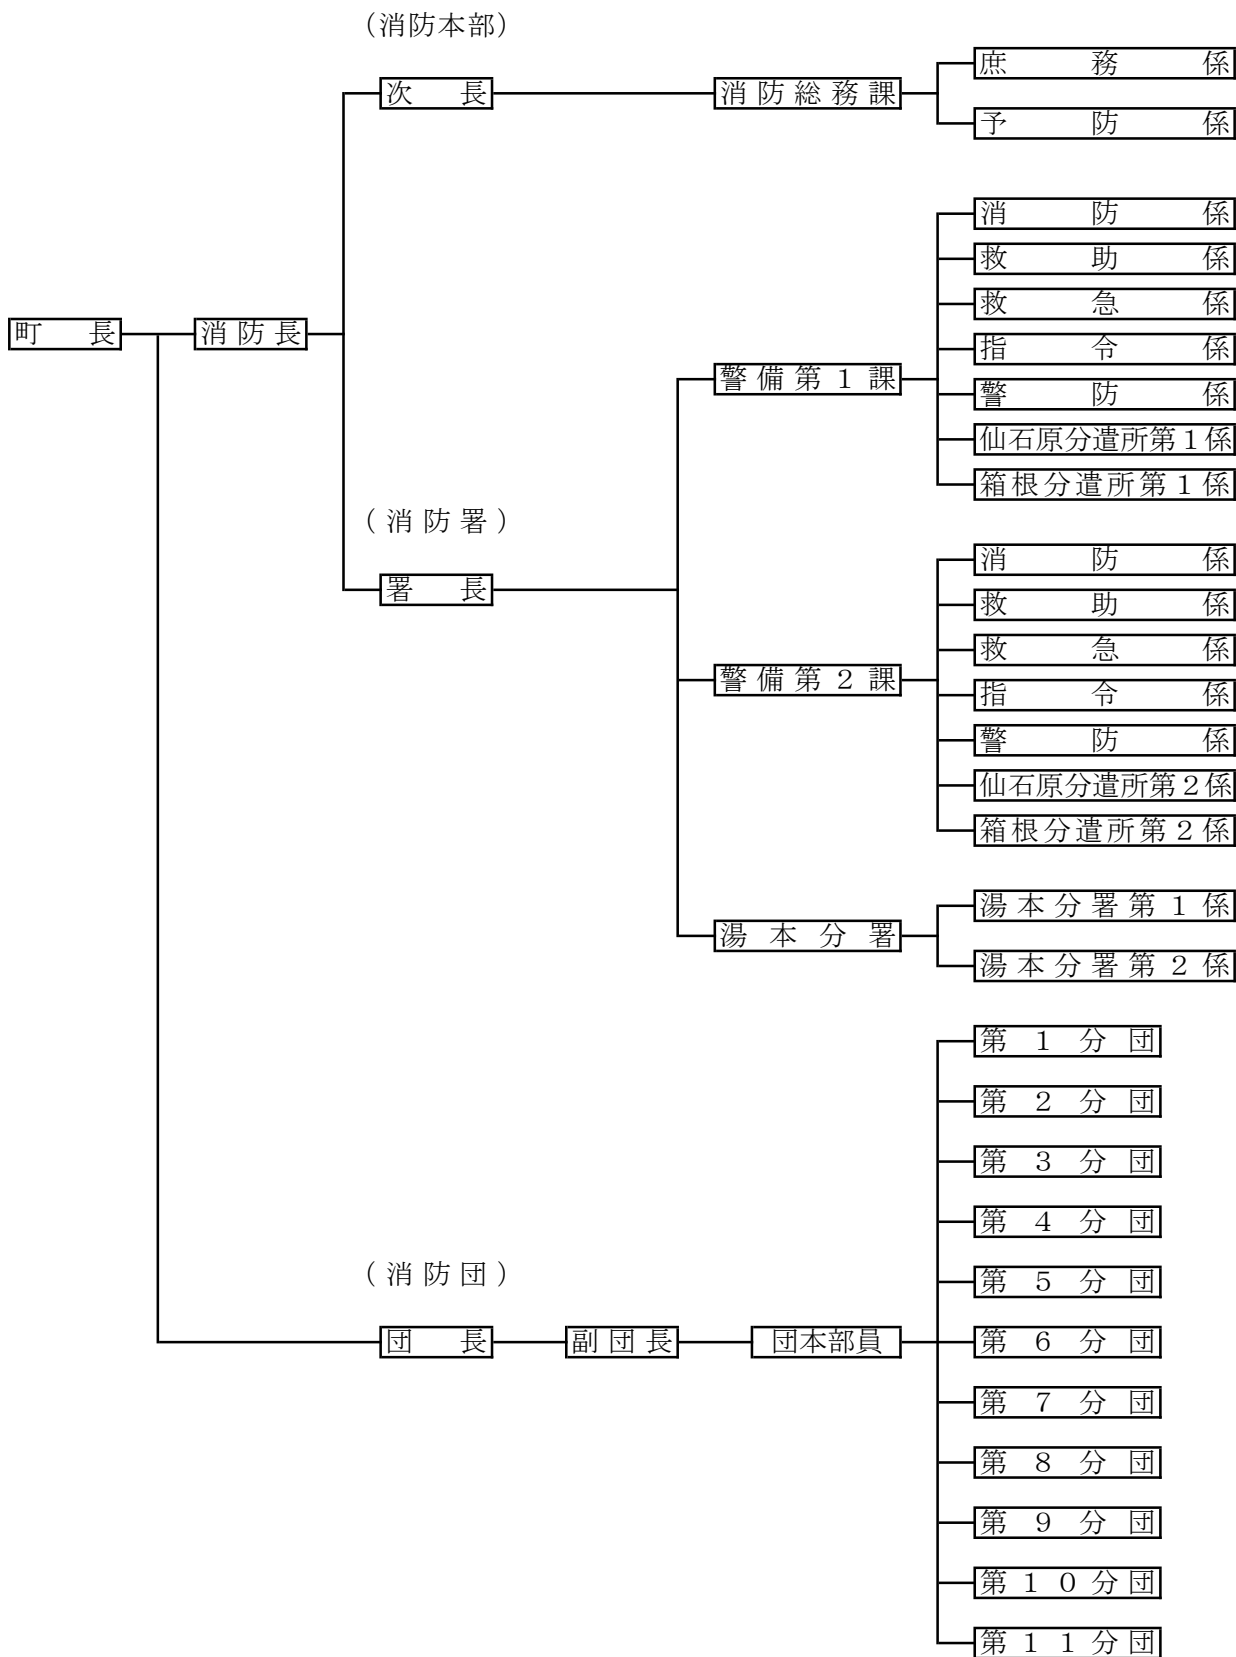 （消防本部）
庶務係
次長
消防総務課
予防係
消防係
救助係
救急係
町長
消防長
指令係
警備第１課
警防係
仙石原分遣所第１係
箱根分遣所第１係
（消防署）
消防係
署長
救助係
救急係
警備第２課
指令係
警防係
仙石原分遣所第２係
箱根分遣所第２係
湯本分署第１係
湯本分署
湯本分署第２係
第１分団
第２分団
第３分団
第４分団
（消防団）
第５分団
団長
副団長
団本部員
第６分団
第７分団
第８分団
第９分団
第１０分団
第１１分団